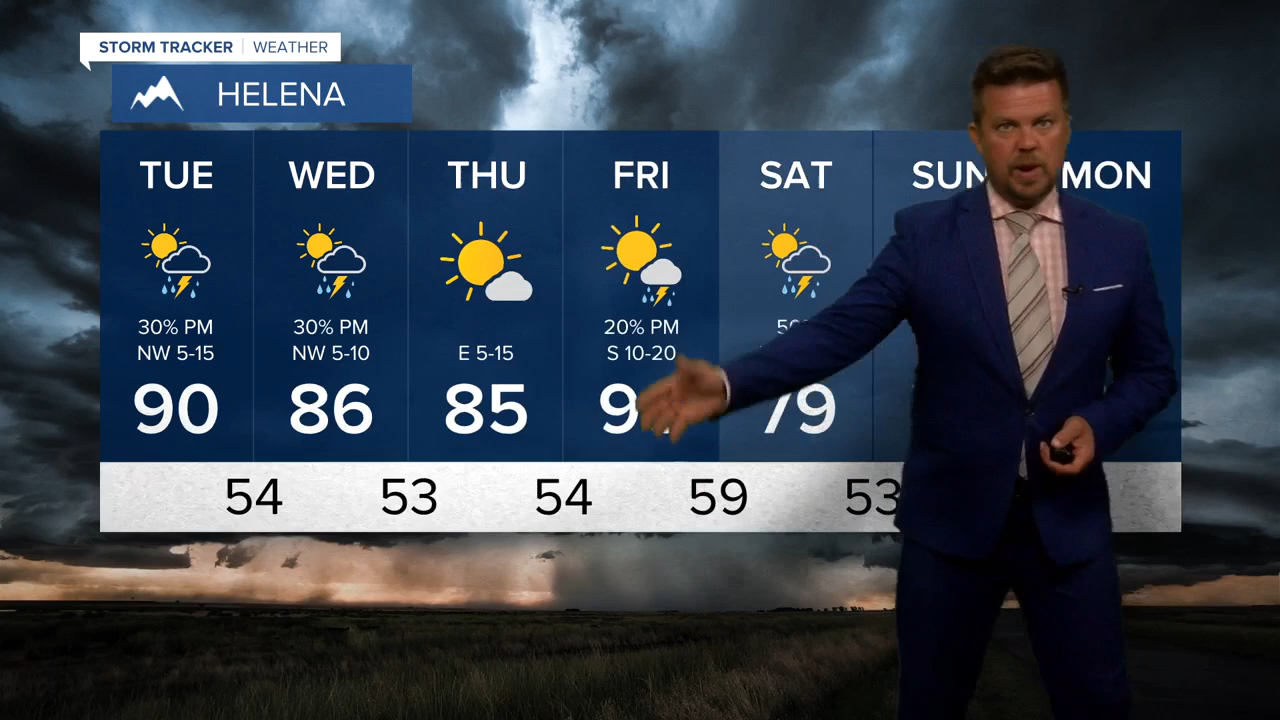 STORM TRACKER | WEATHER
HELENA
TUE WED THU FRI SAT SUN MON
30% PM 30% PM 20% PM
NW 5-15 NW 5-10 E 5-15 S 10-20
90 86 85 79
54 53 54 59 53